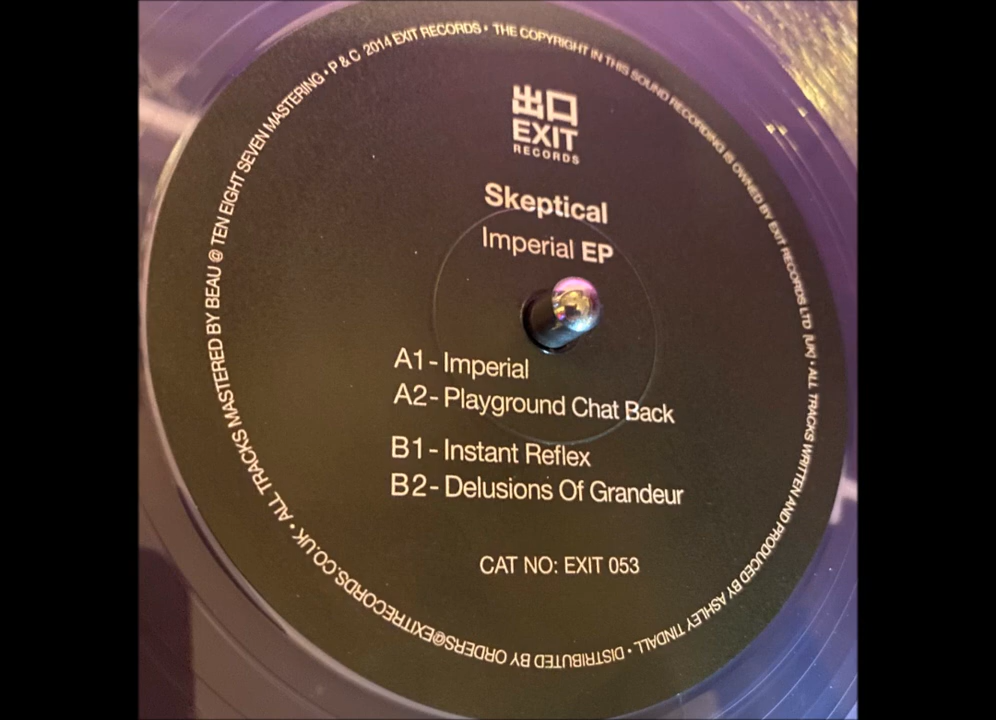 出口
EXIT
RECORDS
Skeptical
Imperial EP
A1 - Imperial
A2 - Playground Chat Back
B1 - Instant Reflex
B2 - Delusions Of Grandeur
CAT NO: EXIT 053
P & C 2014 EXIT RECORDS • THE COPYRIGHT IN THIS SOUND RECORDING IS OWNED BY EXIT RECORDS LTD (UK) • ALL TRACKS WRITTEN AND PRODUCED BY ASHLEY TINDALL • DISTRIBUTED BY ORDERS@EXITRECORDS.CO.UK • ALL TRACKS MASTERED BY BEAU @ TEN EIGHT SEVEN MASTERING •